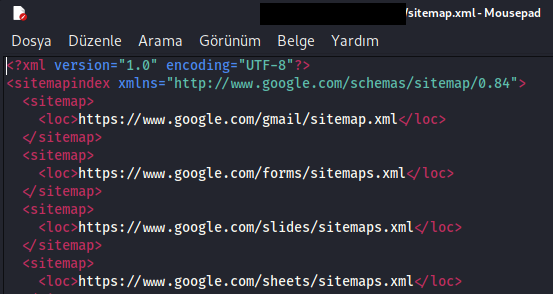 /sitemap.xml - Mousepad
Dosya Düzenle Arama Görünüm Belge Yardım
<?xml version="1.0" encoding="UTF-8"?>
<sitemapindex xmlns="http://www.google.com/schemas/sitemap/0.84">
<sitemap>
<loc>https://www.google.com/gmail/sitemap.xml</loc>
</sitemap>
<sitemap>
<loc>https://www.google.com/forms/sitemaps.xml</loc>
</sitemap>
<sitemap>
<loc>https://www.google.com/slides/sitemaps.xml</loc>
</sitemap>
<sitemap>
<loc>https://www.google.com/sheets/sitemaps.xml</loc>